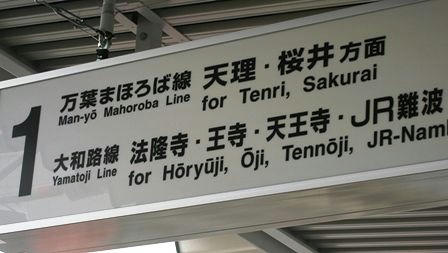 1
万葉まほろば線 天理・桜井方面
Man-yō Mahoroba Line for Tenri, Sakurai
大和路線 法隆寺・王寺・天王寺・JR難波
Yamatoji Line for Hōryūji, Ōji, Tennōji, JR-Nam